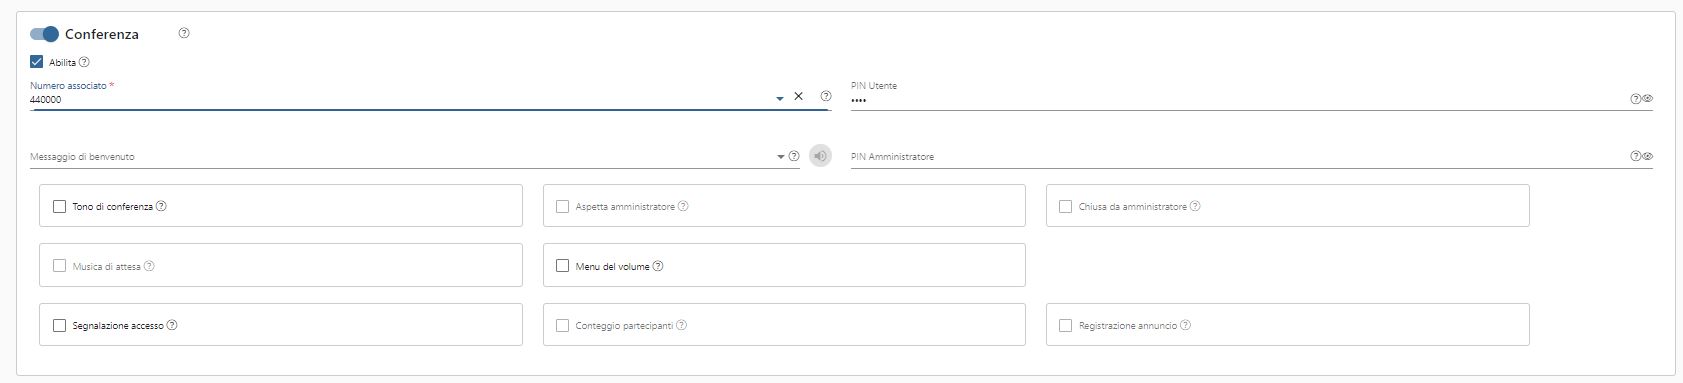 Conferenza
Abilita
Numero associato *
440000
PIN Utente
••••
Messaggio di benvenuto
PIN Amministratore
Tono di conferenza
Aspetta amministratore
Chiusa da amministratore
Musica di attesa
Menu del volume
Segnalazione accesso
Conteggio partecipanti
Registrazione annuncio